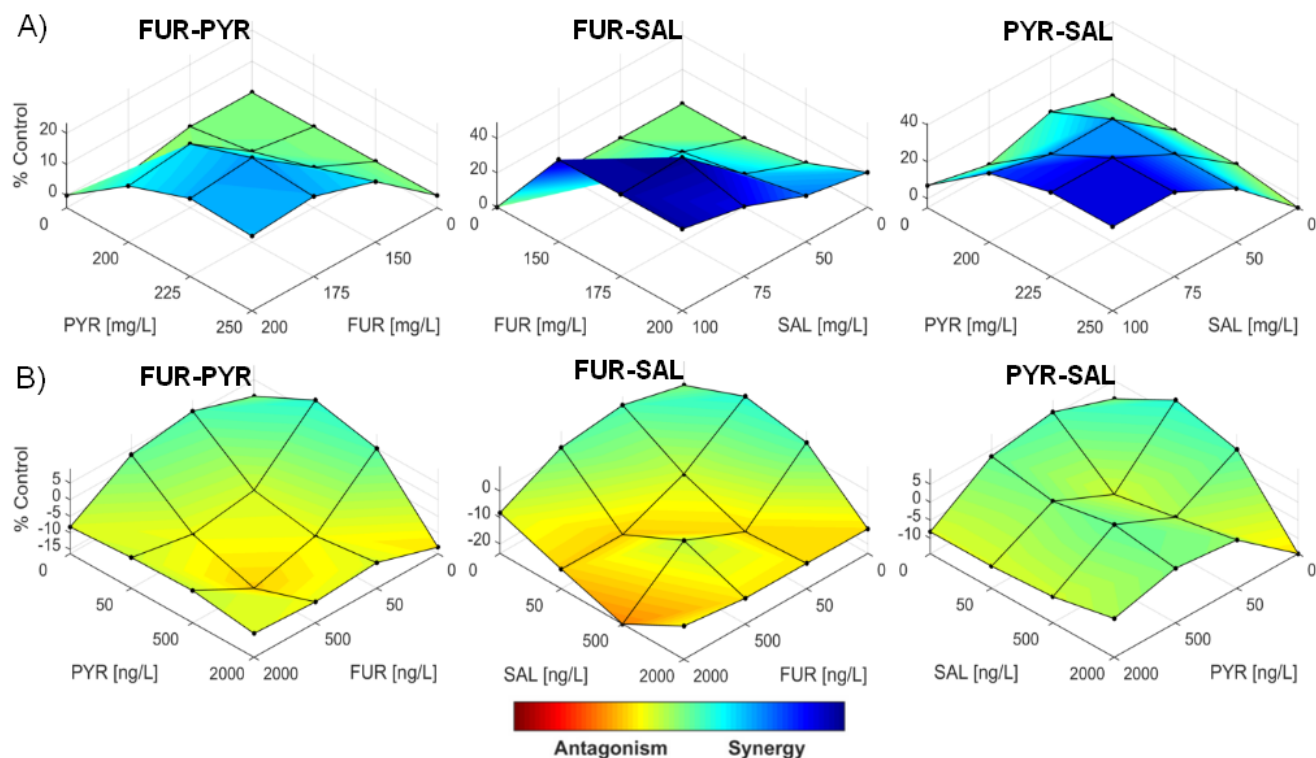 A)
FUR-PYR
FUR-SAL
PYR-SAL
% Control
20
10
0
0
200
225
250
PYR [mg/L]
200
175
150
0
FUR [mg/L]
40
20
0
0
150
175
200
FUR [mg/L]
100
75
50
0
SAL [mg/L]
40
20
0
0
200
225
250
PYR [mg/L]
100
75
50
0
SAL [mg/L]
B)
FUR-PYR
FUR-SAL
PYR-SAL
% Control
5
0
-5
-10
-15
0
50
500
2000
PYR [ng/L]
2000
500
50
0
FUR [ng/L]
0
-10
-20
0
50
500
2000
SAL [ng/L]
2000
500
50
0
FUR [ng/L]
5
0
-5
-10
0
50
500
2000
SAL [ng/L]
2000
500
50
0
PYR [ng/L]
Antagonism
Synergy